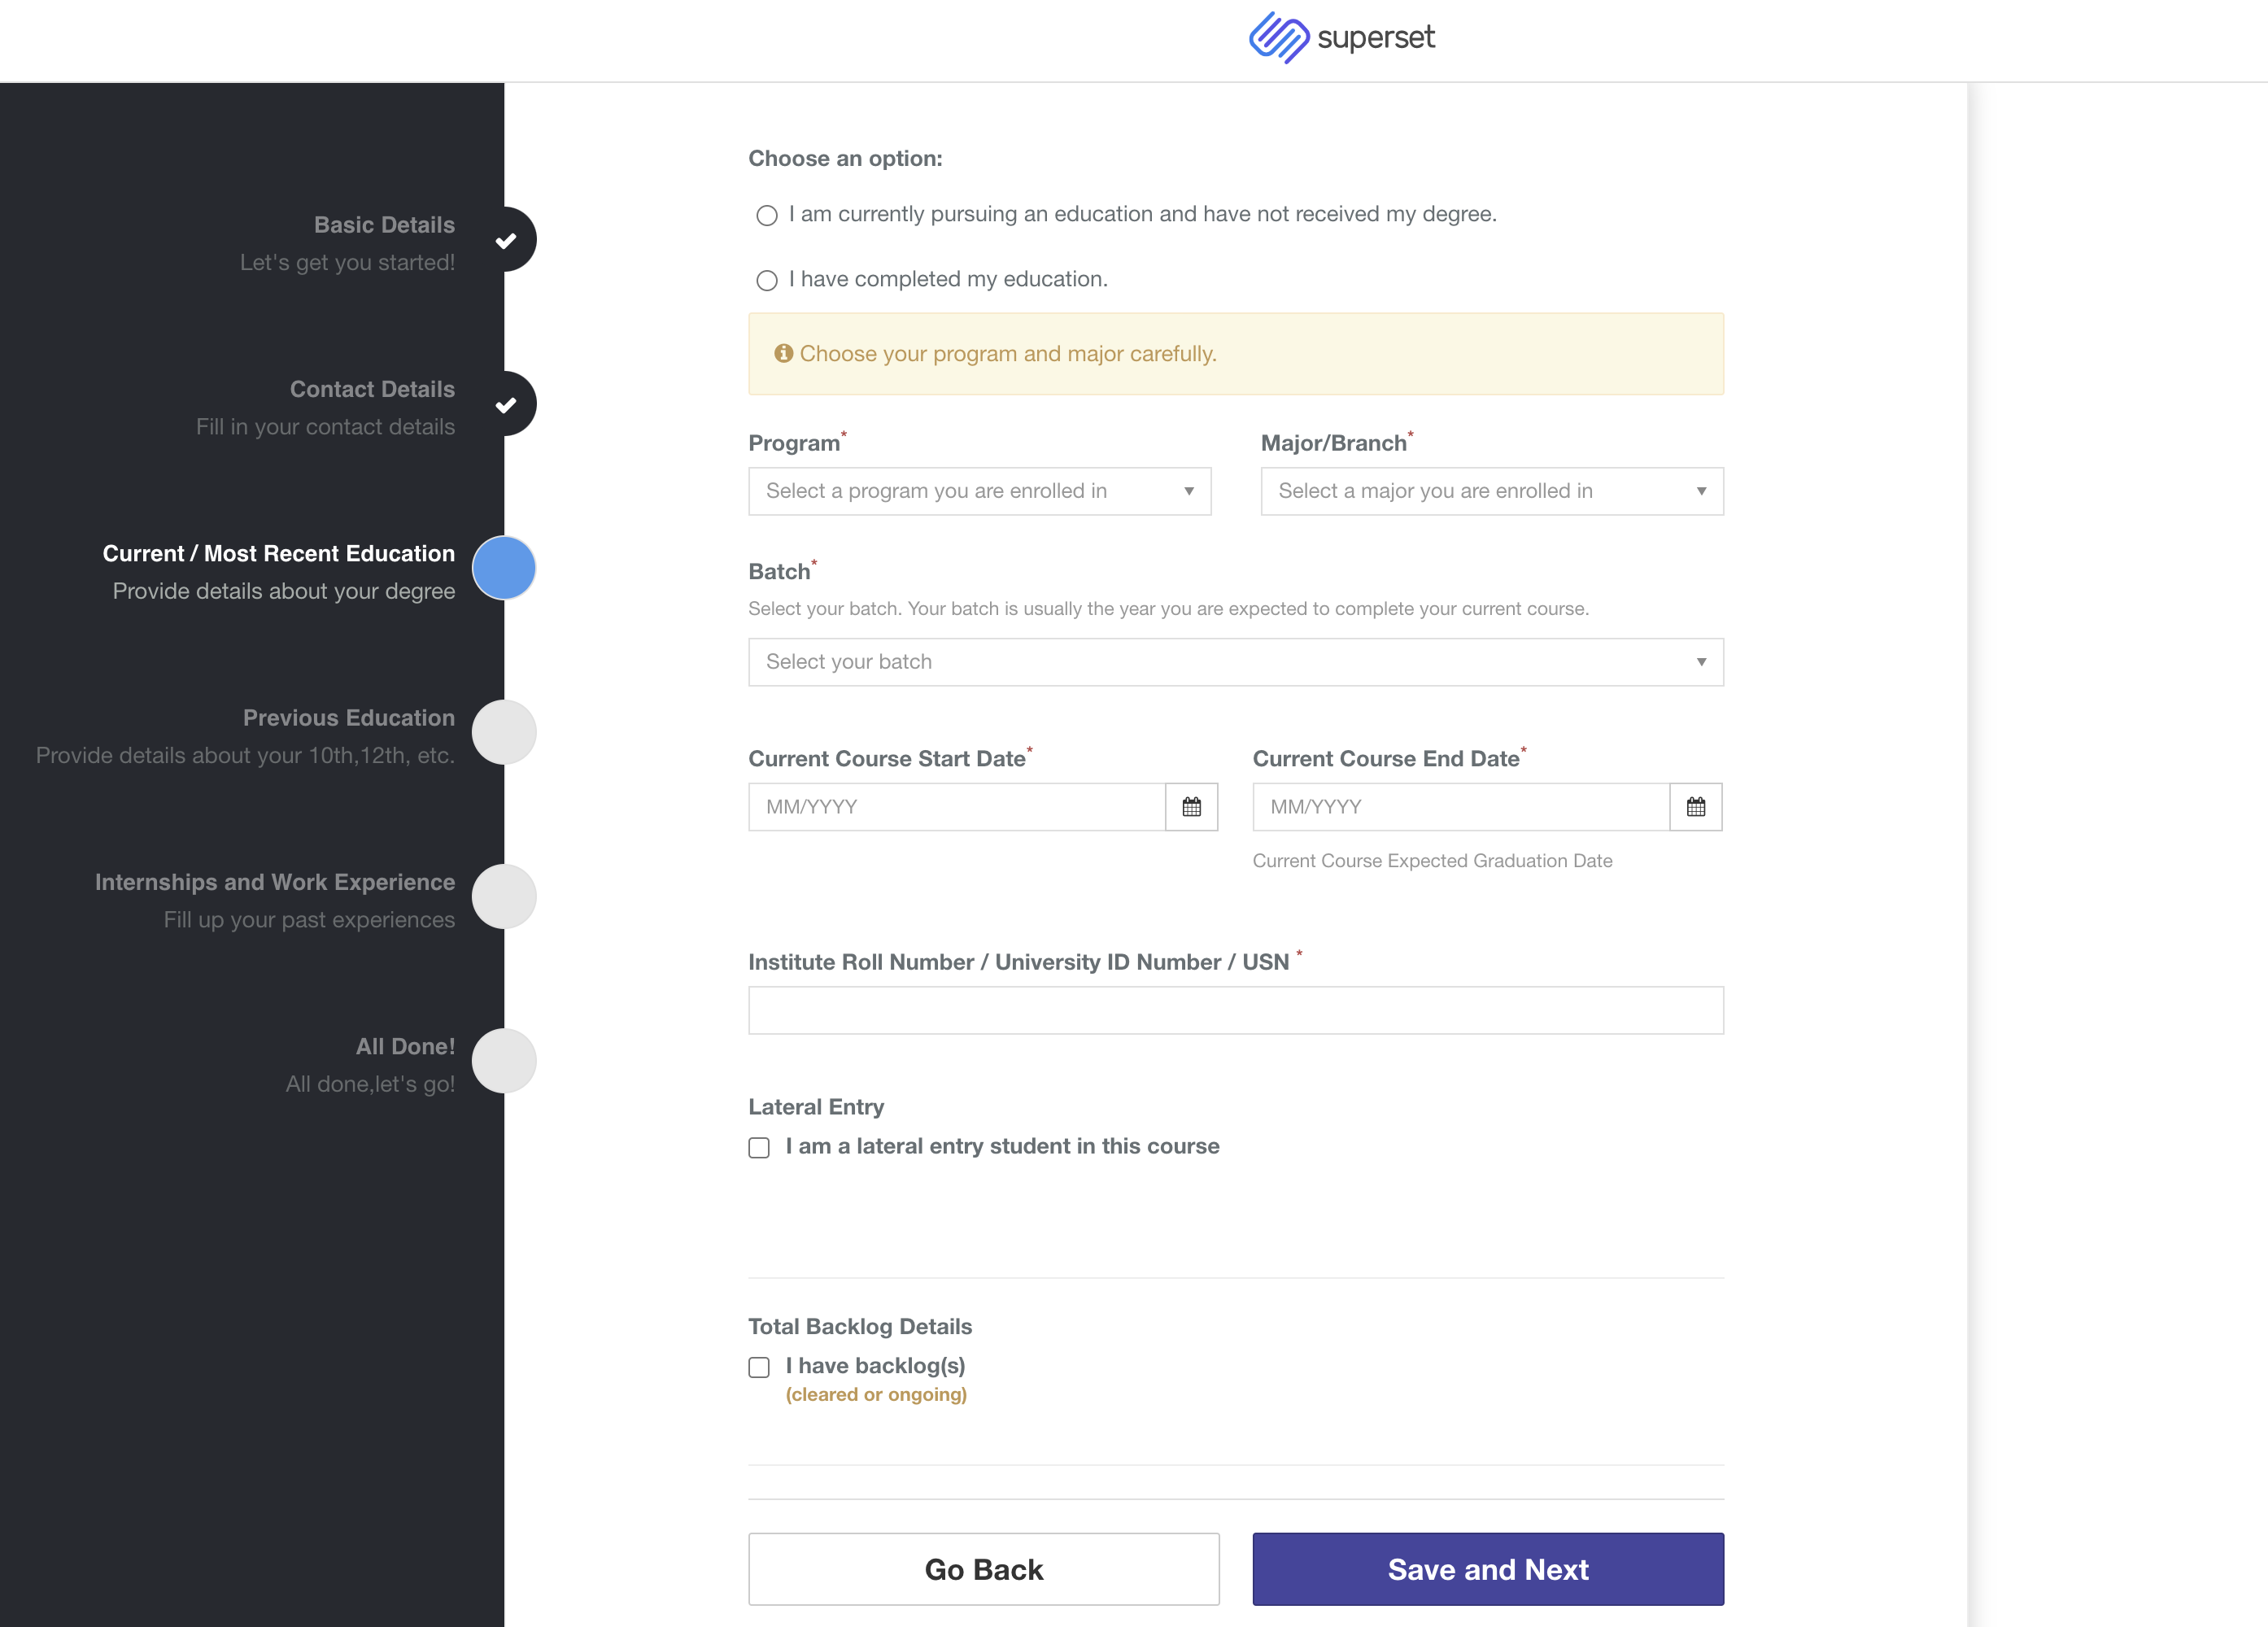 superset
Basic Details
Let's get you started!
Contact Details
Fill in your contact details
Current / Most Recent Education
Provide details about your degree
Previous Education
Provide details about your 10th,12th, etc.
Internships and Work Experience
Fill up your past experiences
All Done!
All done,let's go!
Choose an option:
I am currently pursuing an education and have not received my degree.
I have completed my education.
Choose your program and major carefully.
Program*
Select a program you are enrolled in
Major/Branch*
Select a major you are enrolled in
Batch*
Select your batch. Your batch is usually the year you are expected to complete your current course.
Select your batch
Current Course Start Date*
MM/YYYY
Current Course End Date*
MM/YYYY
Current Course Expected Graduation Date
Institute Roll Number / University ID Number / USN *
Lateral Entry
I am a lateral entry student in this course
Total Backlog Details
I have backlog(s)
(cleared or ongoing)
Go Back
Save and Next